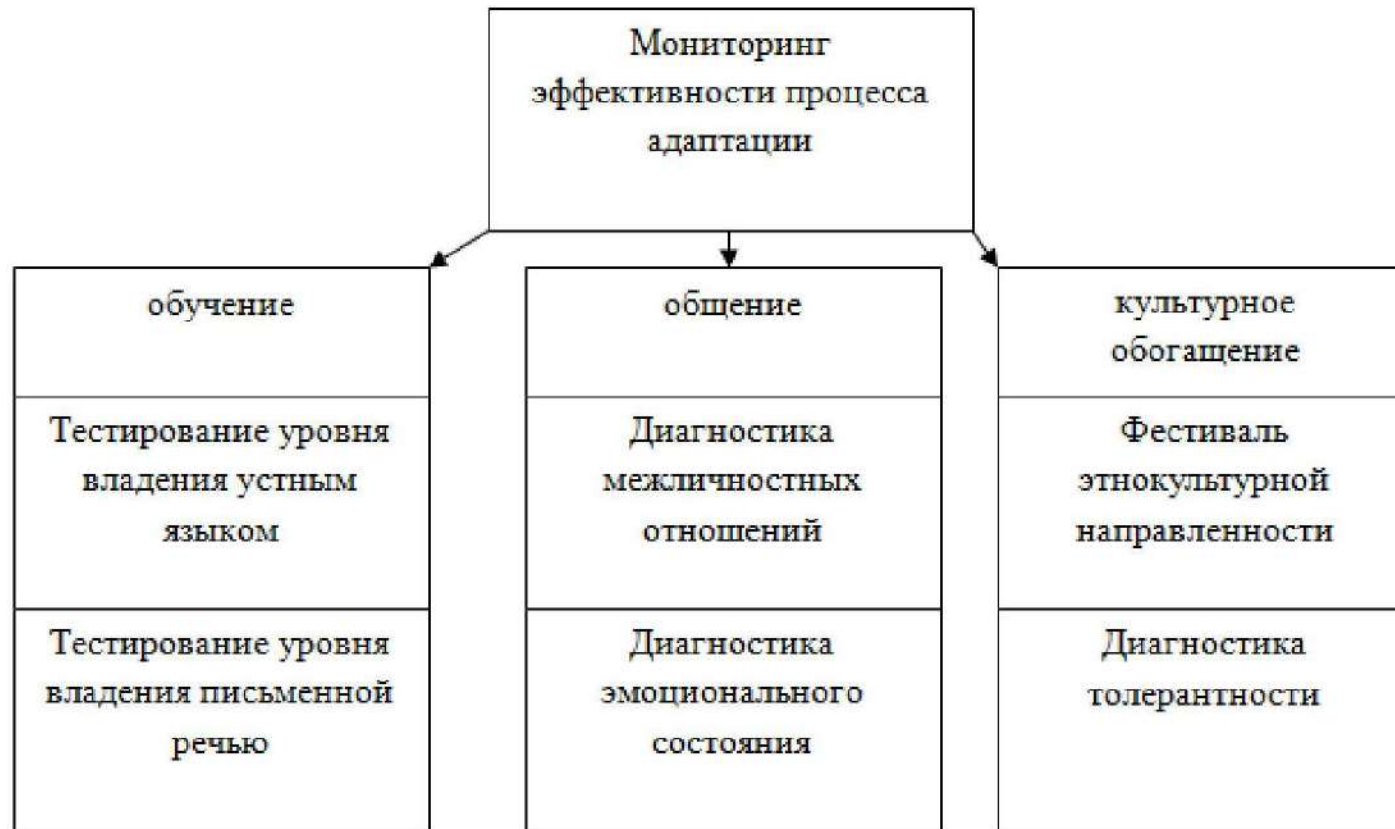 Мониторинг
эффективности процесса
адаптации
обучение
Тестирование уровня
владения устным
языком
Тестирование уровня
владения письменной
речью
общение
Диагностика
межличностных
отношений
Диагностика
эмоционального
состояния
культурное
обогащение
Фестиваль
этнокультурной
направленности
Диагностика
толерантности